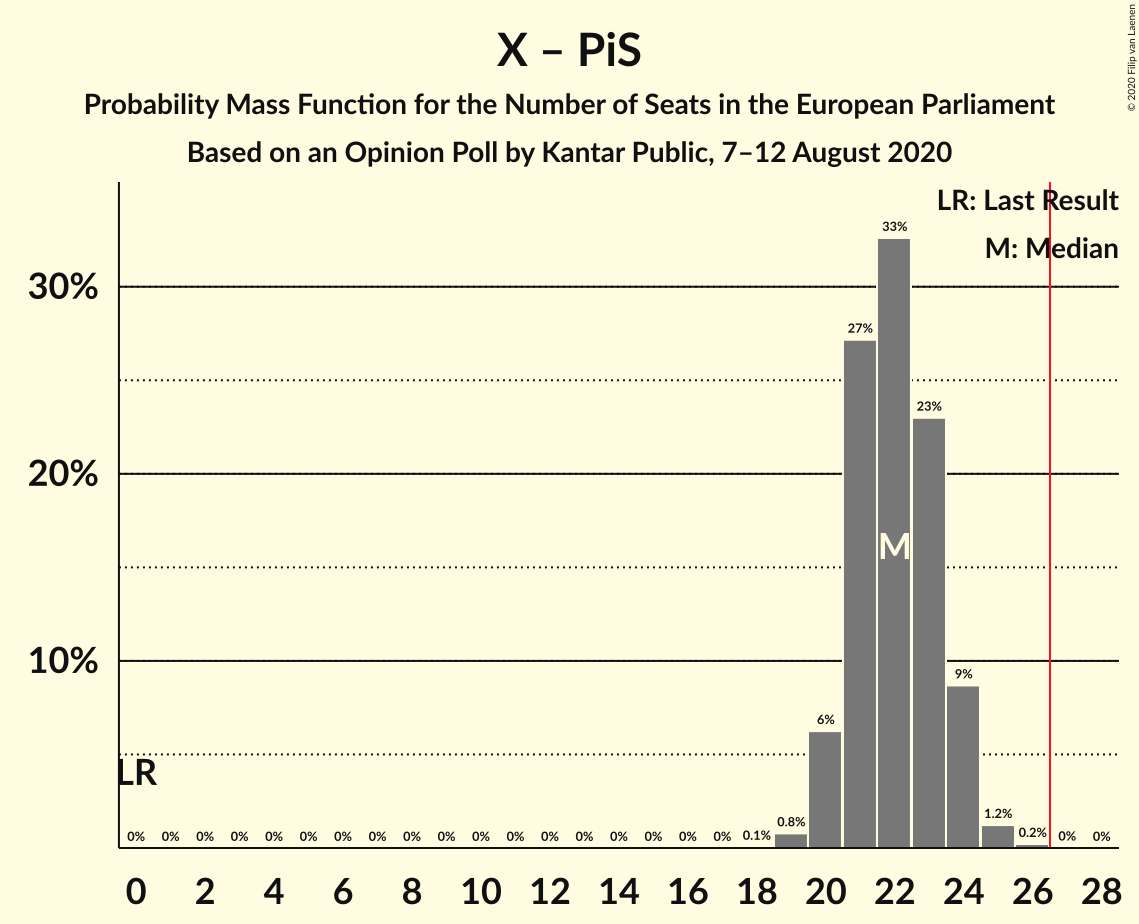 X – PiS
Probability Mass Function for the Number of Seats in the European Parliament
Based on an Opinion Poll by Kantar Public, 7–12 August 2020
© 2020 Filip van Laenen
LR: Last Result
M: Median
33%
30%
27%
23%
20%
M
10%
9%
6%
LR
0% 0% 0% 0% 0% 0% 0% 0% 0% 0% 0% 0% 0% 0% 0% 0% 0% 0% 0.1% 0.8% 1.2% 0.2% 0% 0%
0 2 4 6 8 10 12 14 16 18 20 22 24 26 28